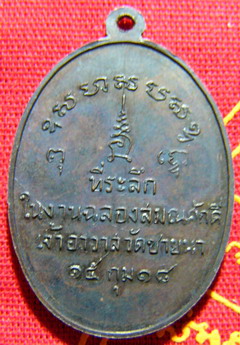 ที่ระลึก
ในงานฉลองสมณศักดิ์
เจ้าอาวาสวัดชายนา
๑๕ กุม ๑๘